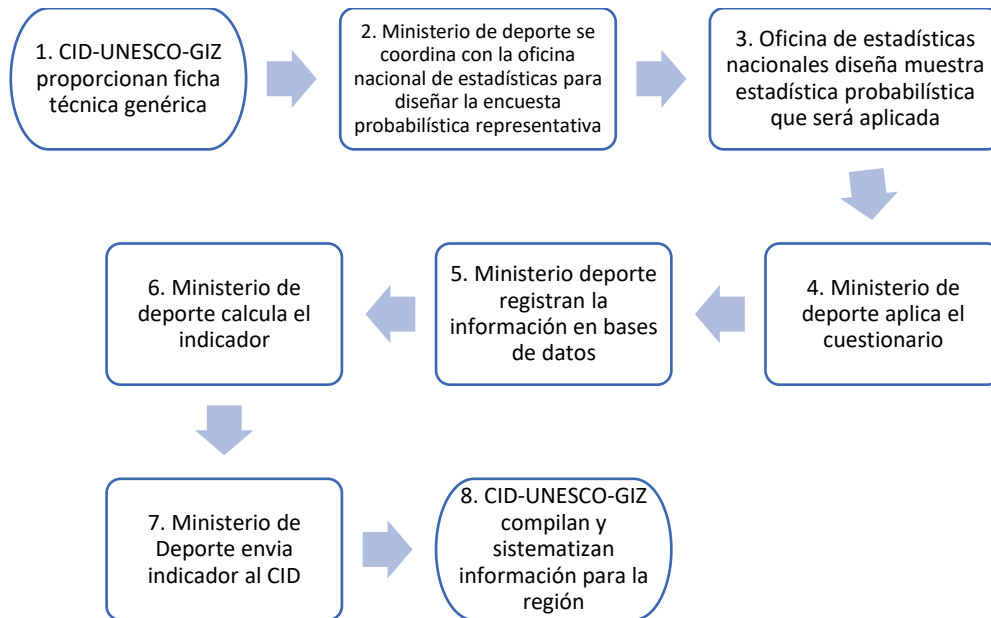 1. CID-UNESCO-GIZ
proporcionan ficha
técnica genérica
2. Ministerio de deporte se
coordina con la oficina
nacional de estadísticas para
diseñar la encuesta
probabilística representativa
3. Oficina de estadísticas
nacionales diseña muestra
estadística probabilística
que será aplicada
4. Ministerio de
deporte aplica el
cuestionario
5. Ministerio deporte
registran la
información en bases
de datos
6. Ministerio de
deporte calcula el
indicador
7. Ministerio de
Deporte envia
indicador al CID
8. CID-UNESCO-GIZ
compilan y
sistematizan
información para la
región